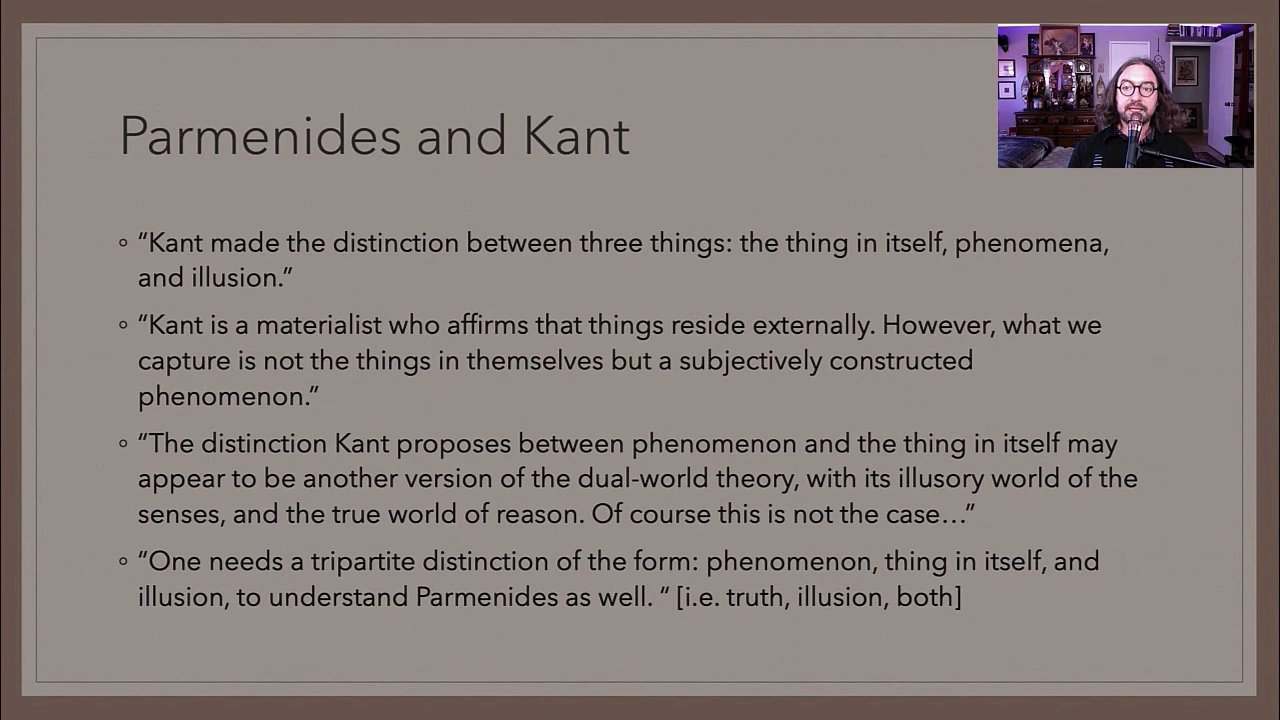 Parmenides and Kant
◦ “Kant made the distinction between three things: the thing in itself, phenomena,
and illusion.”
◦ “Kant is a materialist who affirms that things reside externally. However, what we
capture is not the things in themselves but a subjectively constructed
phenomenon.”
◦ “The distinction Kant proposes between phenomenon and the thing in itself may
appear to be another version of the dual-world theory, with its illusory world of the
senses, and the true world of reason. Of course this is not the case…”
◦ “One needs a tripartite distinction of the form: phenomenon, thing in itself, and
illusion, to understand Parmenides as well. “ [i.e. truth, illusion, both]